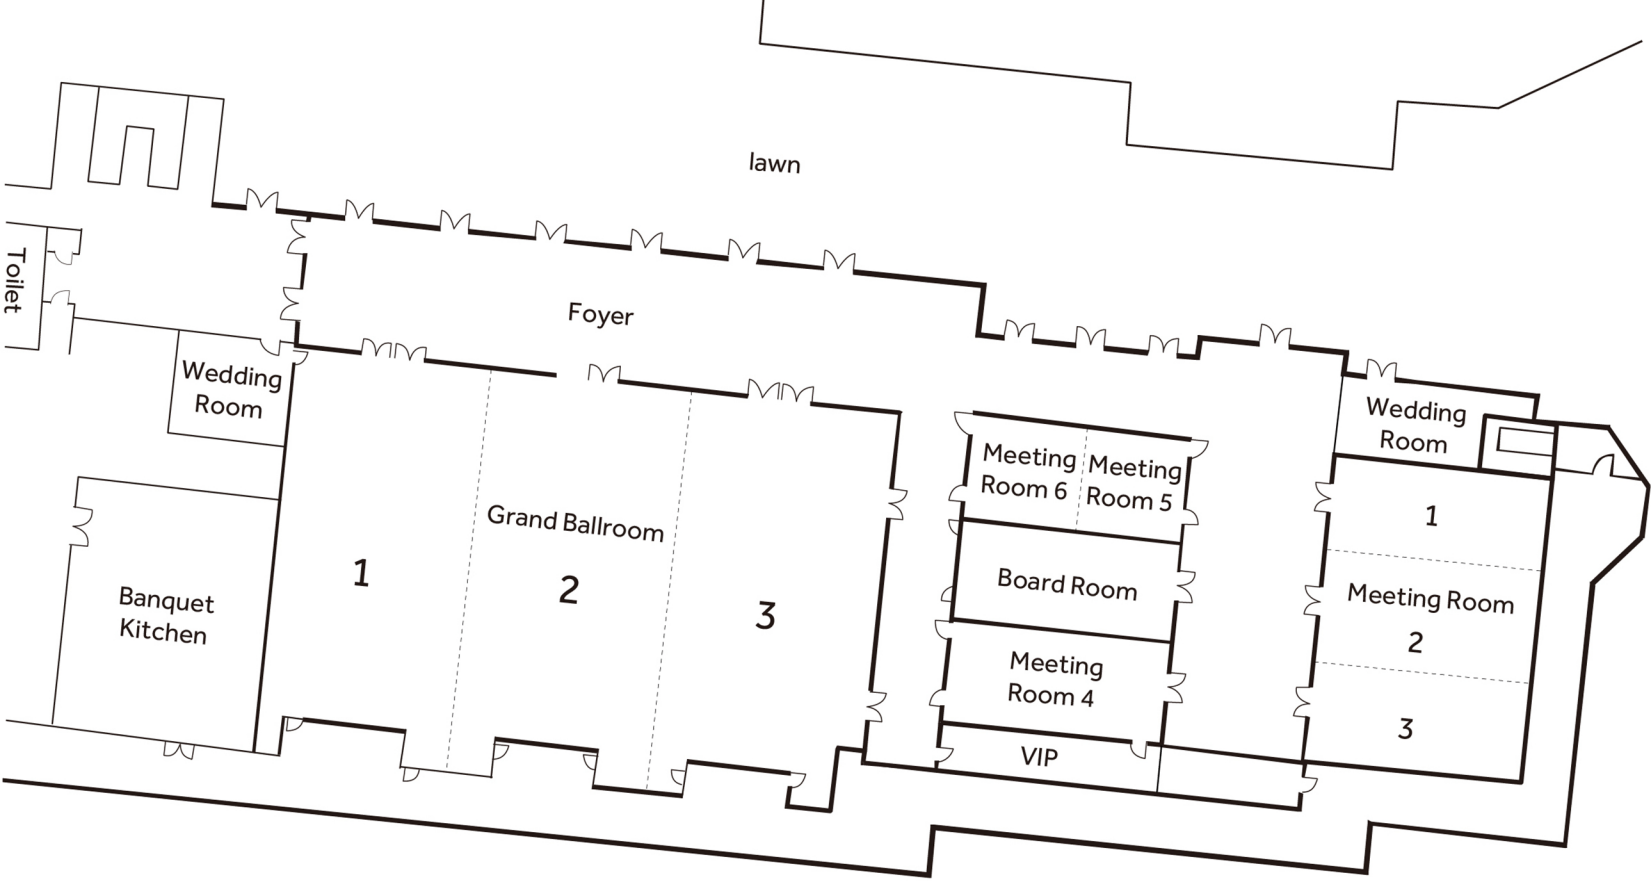 lawn
Toilet
Foyer
Wedding
Room
Banquet
Kitchen
Grand Ballroom
1
2
3
Meeting
Room 6
Meeting
Room 5
Board Room
Meeting
Room 4
VIP
Wedding
Room
1
Meeting Room
2
3